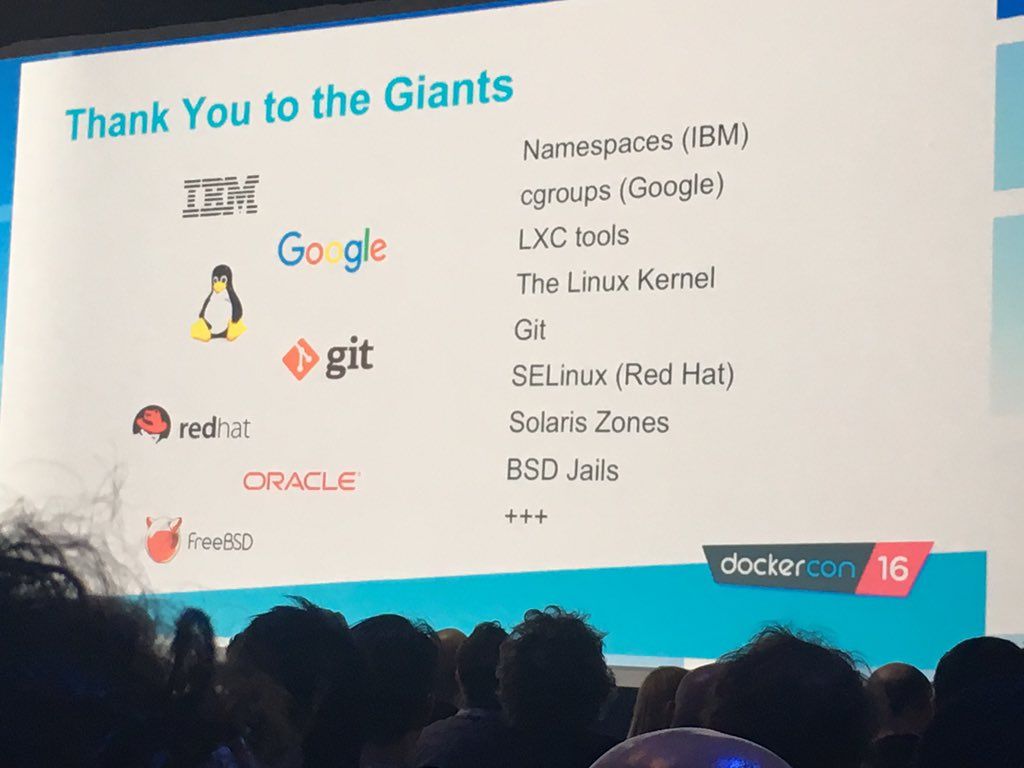 Thank You to the Giants
IBM
Google
git
redhat
ORACLE
FreeBSD
Namespaces (IBM)
cgroups (Google)
LXC tools
The Linux Kernel
Git
SELinux (Red Hat)
Solaris Zones
BSD Jails
+++
dockercon 16